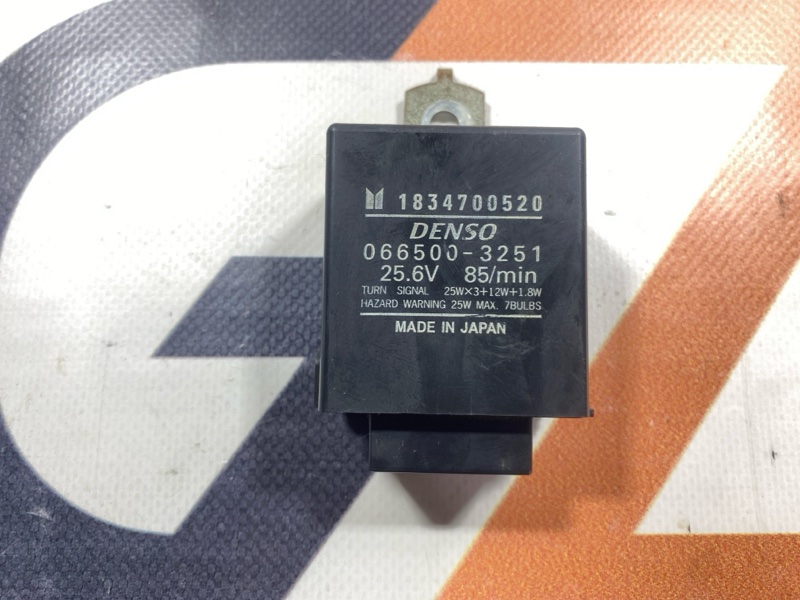 1834700520
DENSO
066500-3251
25.6V 85/min
TURN SIGNAL 25W×3+12W+1.8W
HAZARD WARNING 25W MAX. 7BULBS
MADE IN JAPAN